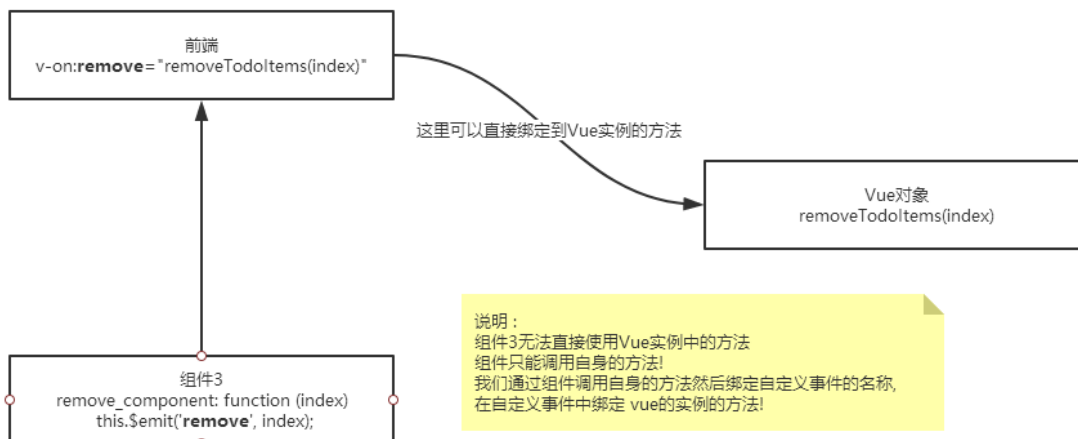 前端
v-on:remove="removeTodoItems(index)"
这里可以直接绑定到Vue实例的方法
Vue对象
removeTodoItems(index)
说明：
组件3无法直接使用Vue实例中的方法
组件只能调用自身的方法!
我们通过组件调用自身的方法然后绑定自定义事件的名称,
在自定义事件中绑定 vue的实例的方法!
组件3
remove_component: function (index)
this.$emit('remove', index);